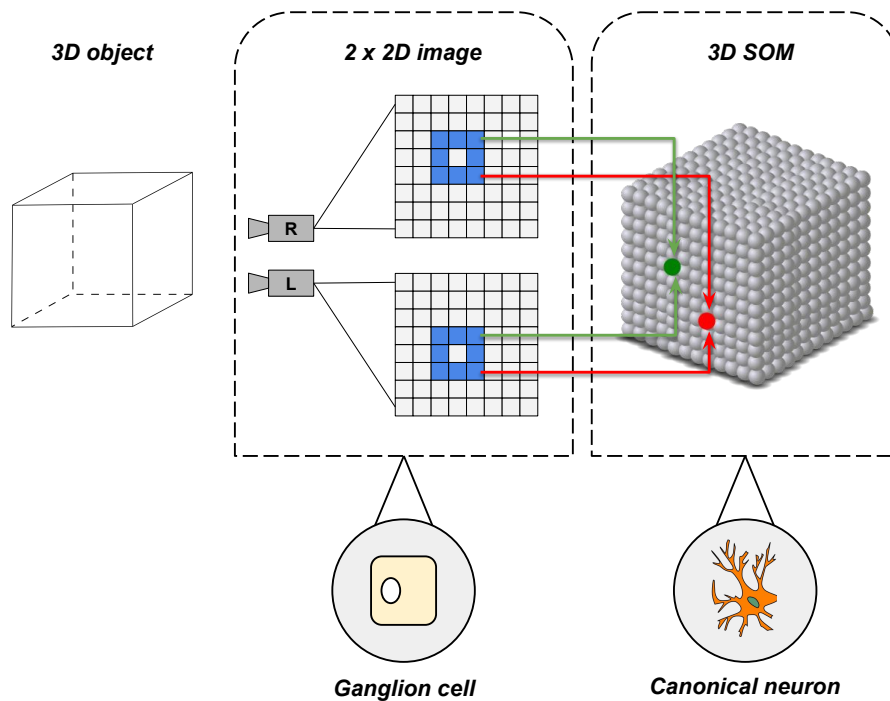 3D object
2 x 2D image
3D SOM
R
L
Ganglion cell
Canonical neuron